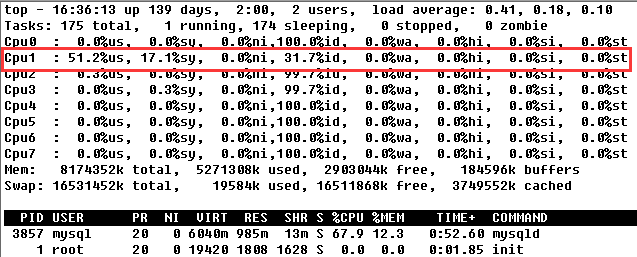 top - 16:36:13 up 139 days,  2:00,  2 users,  load average: 0.41, 0.18, 0.10
Tasks: 175 total,   1 running, 174 sleeping,   0 stopped,   0 zombie
Cpu0  :  0.0%us,  0.0%sy,  0.0%ni,100.0%id,  0.0%wa,  0.0%hi,  0.0%si,  0.0%st
Cpu1  : 51.2%us, 17.1%sy,  0.0%ni, 31.7%id,  0.0%wa,  0.0%hi,  0.0%si,  0.0%st
Cpu2  :  0.3%us,  0.0%sy,  0.0%ni, 99.7%id,  0.0%wa,  0.0%hi,  0.0%si,  0.0%st
Cpu3  :  0.0%us,  0.3%sy,  0.0%ni, 99.7%id,  0.0%wa,  0.0%hi,  0.0%si,  0.0%st
Cpu4  :  0.0%us,  0.0%sy,  0.0%ni,100.0%id,  0.0%wa,  0.0%hi,  0.0%si,  0.0%st
Cpu5  :  0.0%us,  0.0%sy,  0.0%ni,100.0%id,  0.0%wa,  0.0%hi,  0.0%si,  0.0%st
Cpu6  :  0.0%us,  0.0%sy,  0.0%ni,100.0%id,  0.0%wa,  0.0%hi,  0.0%si,  0.0%st
Cpu7  :  0.0%us,  0.0%sy,  0.0%ni,100.0%id,  0.0%wa,  0.0%hi,  0.0%si,  0.0%st
Mem:   8174352k total,  5271308k used,  2903044k free,   184596k buffers
Swap: 16531452k total,    19584k used, 16511868k free,  3749552k cached
PID USER      PR  NI  VIRT  RES  SHR S %CPU %MEM    TIME+  COMMAND
3857 mysql     20   0 6040m 985m  13m S 67.9 12.3   0:52.60 mysqld
1 root      20   0 19420 1808 1628 S  0.0  0.0   0:01.85 init